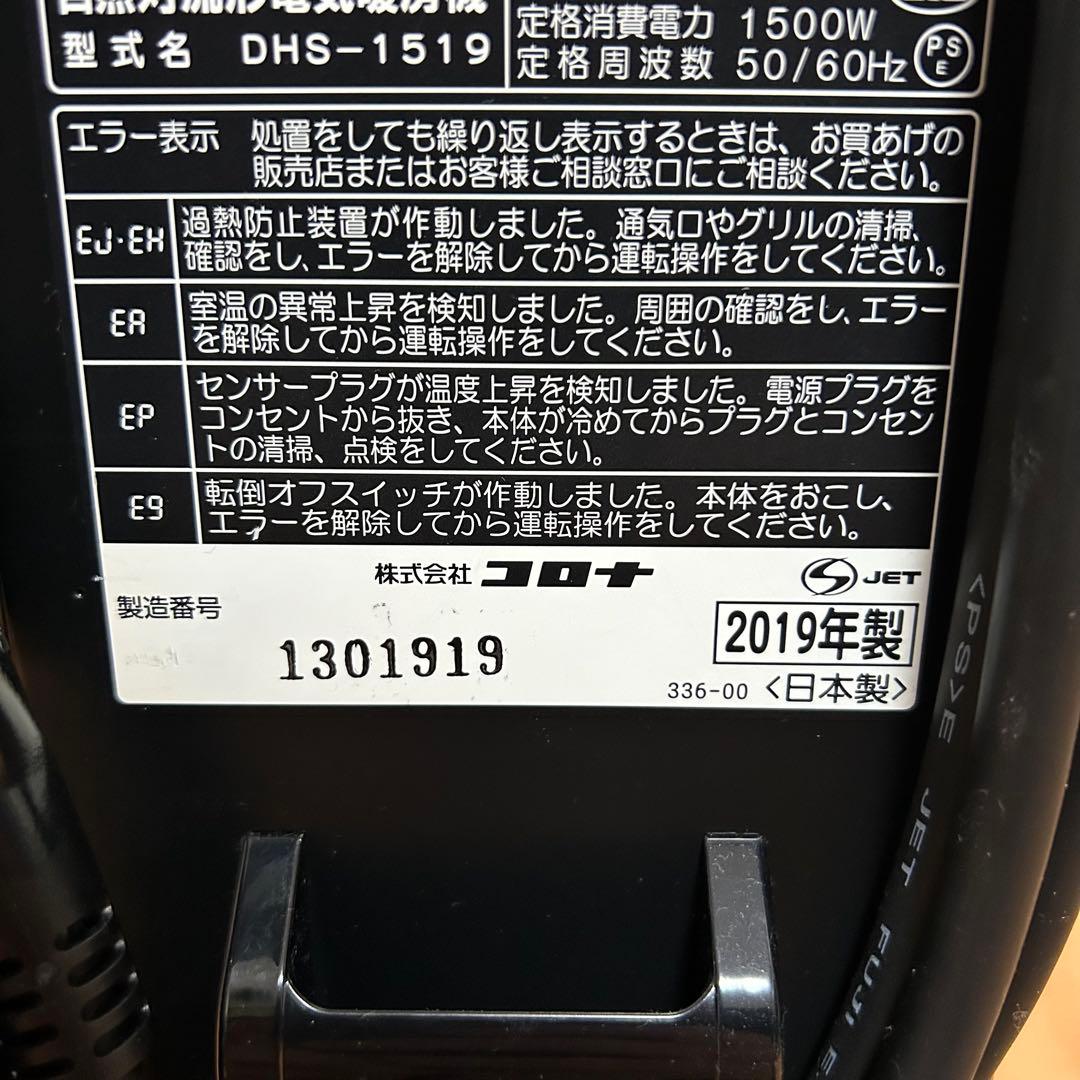 自然対流形電気暖房機
型式名 DHS-1519
定格消費電力 1500W
定格周波数 50/60Hz
PS
E
エラー表示 処置をしても繰り返し表示するときは、お買あげの
販売店またはお客様ご相談窓口にご相談ください。
EJ・EH 過熱防止装置が作動しました。通気口やグリルの清掃、
確認をし、エラーを解除してから運転操作をしてください。
EA 室温の異常上昇を検知しました。周囲の確認をし、エラー
を解除してから運転操作をしてください。
EP センサープラグが温度上昇を検知しました。電源プラグを
コンセントから抜き、本体が冷めてからプラグとコンセン
トの清掃、点検をしてください。
E9 転倒オフスイッチが作動しました。本体をおこし、
エラーを解除してから運転操作をしてください。
株式会社 コロナ
S JET
製造番号
1301919
2019年製
336-00 <日本製>
<PS>E JET FUJI E